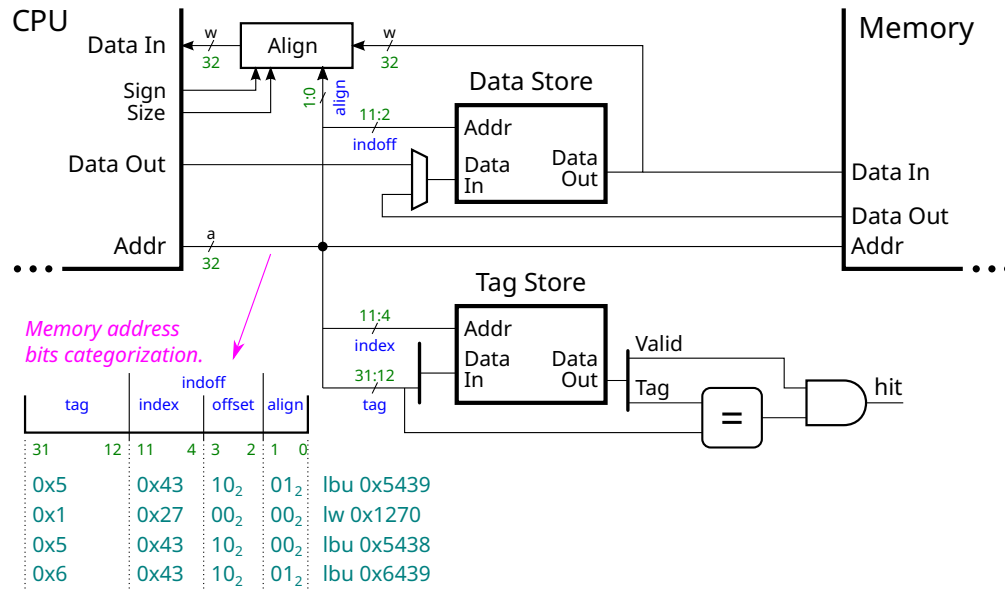 CPU
Memory
Data In
w
32
Align
w
32
Sign
Size
1:0
align
Data Store
11:2
indoff
Addr
Data In
Data Out
Data Out
Data In
Data Out
Addr
a
32
Addr
Tag Store
Memory address
bits categorization.
11:4
index
Addr
Data In
Data Out
31:12
tag
Valid
Tag
=
hit
indoff
tag index offset align
31 12 11 4 3 2 1 0
0x5 0x43 10₂ 01₂ lbu 0x5439
0x1 0x27 00₂ 00₂ lw 0x1270
0x5 0x43 10₂ 00₂ lbu 0x5438
0x6 0x43 10₂ 01₂ lbu 0x6439